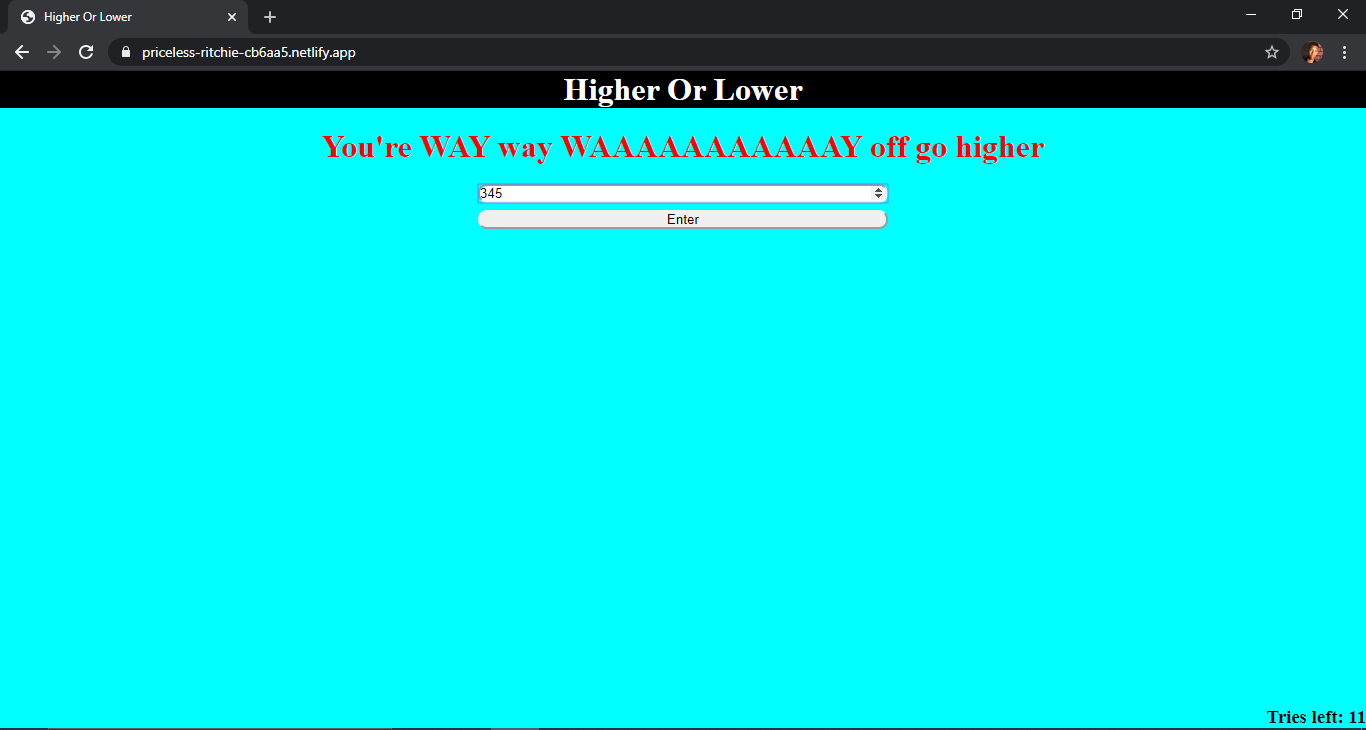 Higher Or Lower
priceless-ritchie-cb6aa5.netlify.app
Higher Or Lower
You're WAY way WAAAAAAAAAAAY off go higher
345
Enter
Tries left: 11